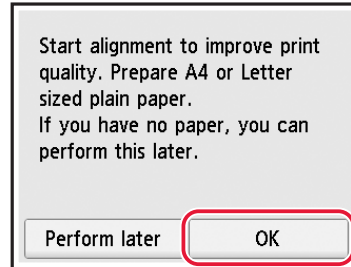 Start alignment to improve print
quality. Prepare A4 or Letter
sized plain paper.
If you have no paper, you can
perform this later.
Perform later
OK